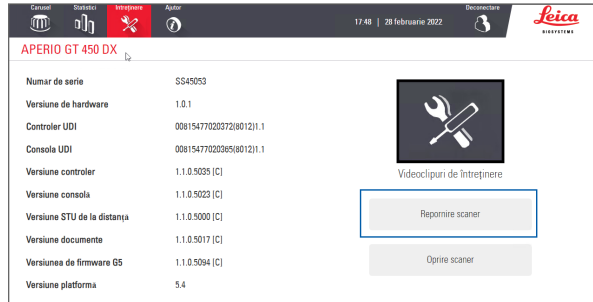 Carusel Statistici Întreținere Ajutor Deconectare
17:48 | 28 februarie 2022
Leica
BIOSYSTEMS
APERIO GT 450 DX
Număr de serie SS45053
Versiune de hardware 1.0.1
Controler UDI 00815477020372(8012)1.1
Consola UDI 00815477020365(8012)1.1
Versiune controler 1.1.0.5035 [C]
Versiune consolă 1.1.0.5023 [C]
Versiune STU de la distanță 1.1.0.5000 [C]
Versiune documente 1.1.0.5017 [C]
Versiunea de firmware G5 1.1.0.5094 [C]
Versiune platformă 5.4
Videoclipuri de întreținere
Repornire scaner
Oprire scaner